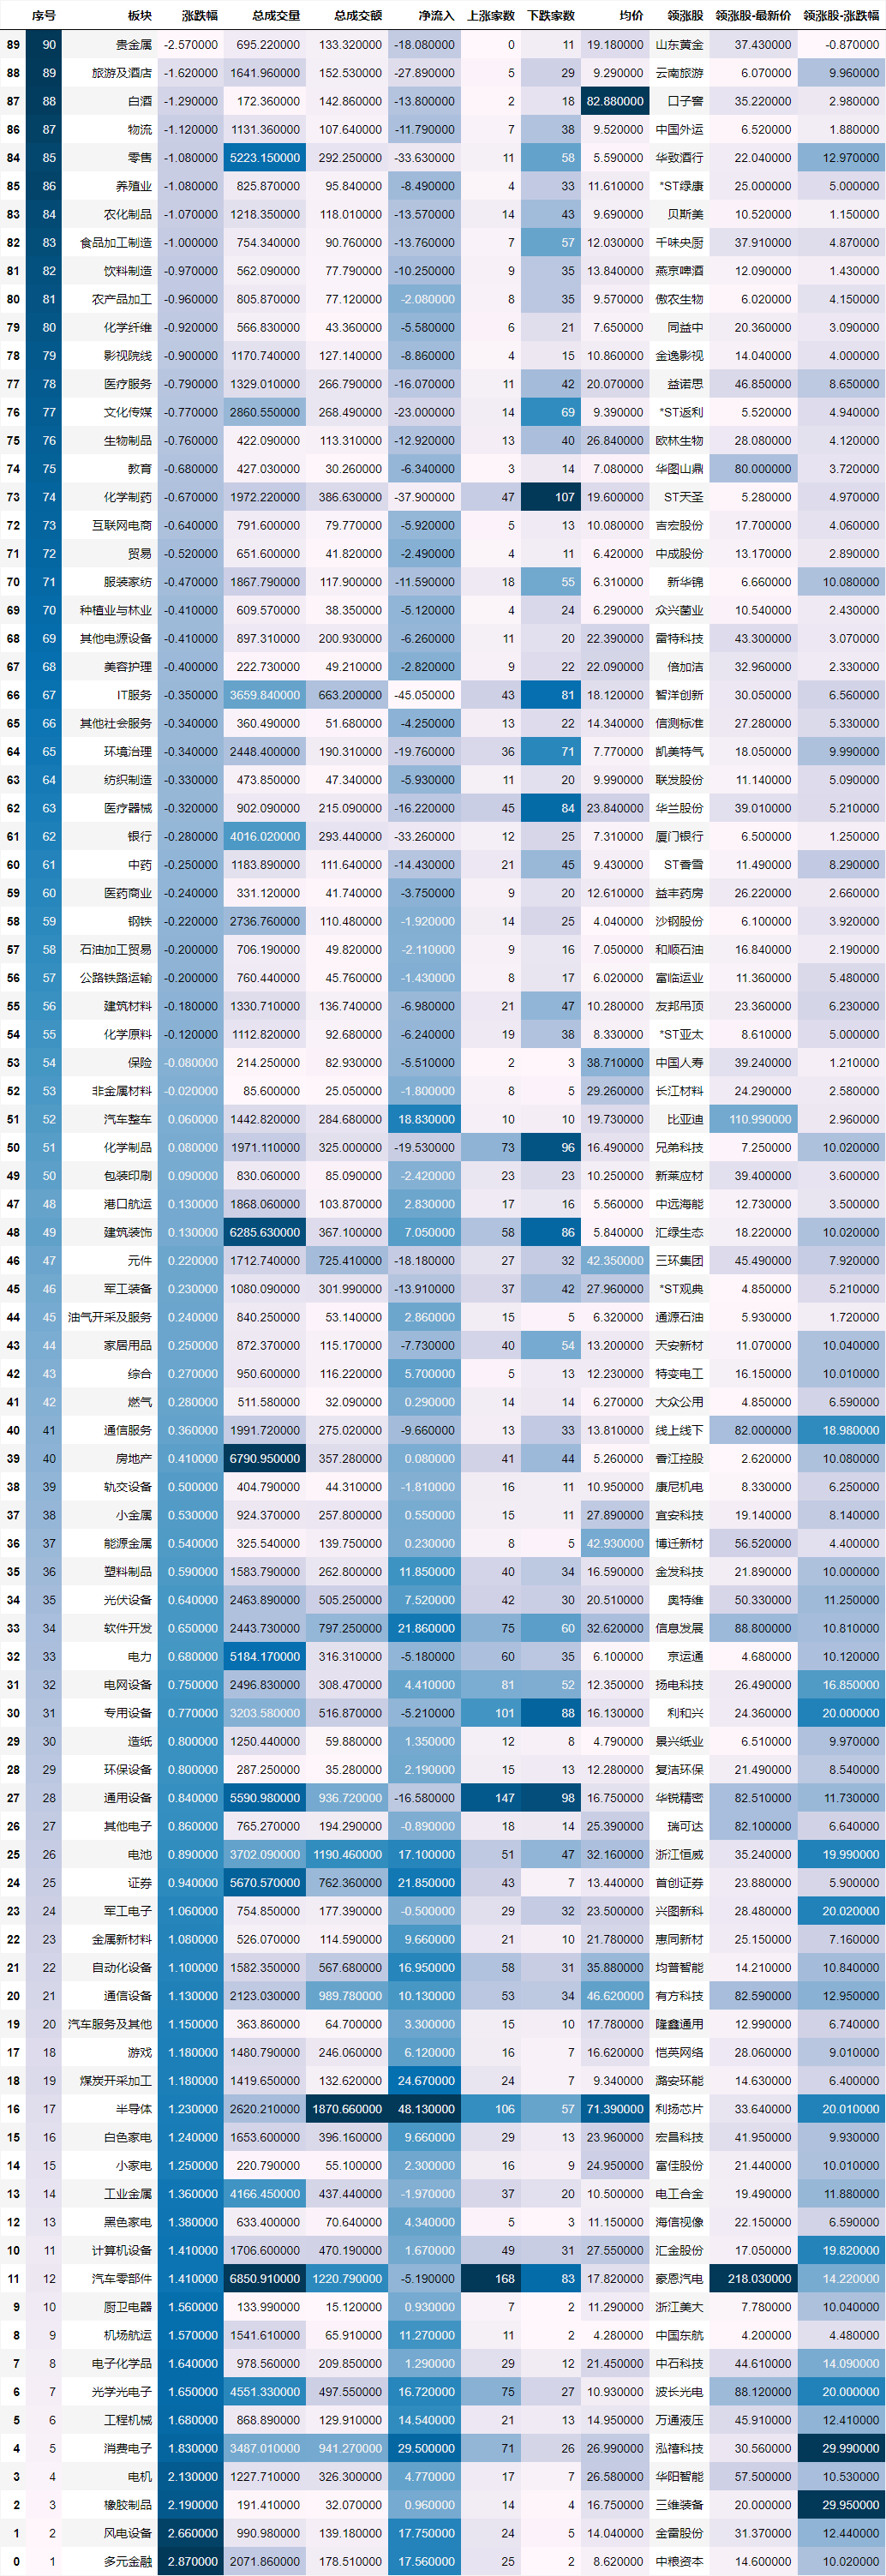 序号 板块 涨跌幅 总成交量 总成交额 净流入 上涨家数 下跌家数 均价 领涨股 领涨股-最新价 领涨股-涨跌幅
89 90 贵金属 -2.570000 695.220000 133.320000 -18.080000 0 11 19.180000 山东黄金 37.430000 -0.870000
88 89 旅游及酒店 -1.620000 1641.960000 152.530000 -27.890000 5 29 9.290000 云南旅游 6.070000 9.960000
87 88 白酒 -1.290000 172.360000 142.860000 -13.800000 2 18 82.880000 口子窖 35.220000 2.980000
86 87 物流 -1.120000 1131.360000 107.640000 -11.790000 7 38 9.520000 中国外运 6.520000 1.880000
84 85 零售 -1.080000 5223.150000 292.250000 -33.630000 11 58 5.590000 华致酒行 22.040000 12.970000
85 86 养殖业 -1.080000 825.870000 95.840000 -8.490000 4 33 11.610000 *ST绿康 25.000000 5.000000
83 84 农化制品 -1.070000 1218.350000 118.010000 -13.570000 14 43 9.690000 贝斯美 10.520000 1.150000
82 83 食品加工制造 -1.000000 754.340000 90.760000 -13.760000 7 57 12.030000 千味央厨 37.910000 4.870000
81 82 饮料制造 -0.970000 562.090000 77.790000 -10.250000 9 35 13.840000 燕京啤酒 12.090000 1.430000
80 81 农产品加工 -0.960000 805.870000 77.120000 -2.080000 8 35 9.570000 傲农生物 6.020000 4.150000
79 80 化学纤维 -0.920000 566.830000 43.360000 -5.580000 6 21 7.650000 同益中 20.360000 3.090000
78 79 影视院线 -0.900000 1170.740000 127.140000 -8.860000 4 15 10.860000 金逸影视 14.040000 4.000000
77 78 医疗服务 -0.790000 1329.010000 266.790000 -16.070000 11 42 20.070000 益诺思 46.850000 8.650000
76 77 文化传媒 -0.770000 2860.550000 268.490000 -23.000000 14 69 9.390000 *ST返利 5.520000 4.940000
75 76 生物制品 -0.760000 422.090000 113.310000 -12.920000 13 40 26.840000 欧林生物 28.080000 4.120000
74 75 教育 -0.680000 427.030000 30.260000 -6.340000 3 14 7.080000 华图山鼎 80.000000 3.720000
73 74 化学制药 -0.670000 1972.220000 386.630000 -37.900000 47 107 19.600000 ST天圣 5.280000 4.970000
72 73 互联网电商 -0.640000 791.600000 79.770000 -5.920000 5 13 10.080000 吉宏股份 17.700000 4.060000
71 72 贸易 -0.520000 651.600000 41.820000 -2.490000 4 11 6.420000 中成股份 13.170000 2.890000
70 71 服装家纺 -0.470000 1867.790000 117.900000 -11.590000 18 55 6.310000 新华锦 6.660000 10.080000
69 70 种植业与林业 -0.410000 609.570000 38.350000 -5.120000 4 24 6.290000 众兴菌业 10.540000 2.430000
68 69 其他电源设备 -0.410000 897.310000 200.930000 -6.260000 11 20 22.390000 雷特科技 43.300000 3.070000
67 68 美容护理 -0.400000 222.730000 49.210000 -2.820000 9 22 22.090000 倍加洁 32.960000 2.330000
66 67 IT服务 -0.350000 3659.840000 663.200000 -45.050000 43 81 18.120000 智洋创新 30.050000 6.560000
65 66 其他社会服务 -0.340000 360.490000 51.680000 -4.250000 13 22 14.340000 信测标准 27.280000 5.330000
64 65 环境治理 -0.340000 2448.400000 190.310000 -19.760000 36 71 7.770000 凯美特气 18.050000 9.990000
63 64 纺织制造 -0.330000 473.850000 47.340000 -5.930000 11 20 9.990000 联发股份 11.140000 5.090000
62 63 医疗器械 -0.320000 902.090000 215.090000 -16.220000 45 84 23.840000 华兰股份 39.010000 5.210000
61 62 银行 -0.280000 4016.020000 293.440000 -33.260000 12 25 7.310000 厦门银行 6.500000 1.250000
60 61 中药 -0.250000 1183.890000 111.640000 -14.430000 21 45 9.430000 ST香雪 11.490000 8.290000
59 60 医药商业 -0.240000 331.120000 41.740000 -3.750000 9 20 12.610000 益丰药房 26.220000 2.660000
58 59 钢铁 -0.220000 2736.760000 110.480000 -1.920000 14 25 4.040000 沙钢股份 6.100000 3.920000
57 58 石油加工贸易 -0.200000 706.190000 49.820000 -2.110000 9 16 7.050000 和顺石油 16.840000 2.190000
56 57 公路铁路运输 -0.200000 760.440000 45.760000 -1.430000 8 17 6.020000 富临运业 11.360000 5.480000
55 56 建筑材料 -0.180000 1330.710000 136.740000 -6.980000 21 47 10.280000 友邦吊顶 23.360000 6.230000
54 55 化学原料 -0.120000 1112.820000 92.680000 -6.240000 19 38 8.330000 *ST亚太 8.610000 5.000000
53 54 保险 -0.080000 214.250000 82.930000 -5.510000 2 3 38.710000 中国人寿 39.240000 1.210000
52 53 非金属材料 -0.020000 85.600000 25.050000 -1.800000 8 5 29.260000 长江材料 24.290000 2.580000
51 52 汽车整车 0.060000 1442.820000 284.680000 18.830000 10 10 19.730000 比亚迪 110.990000 2.960000
50 51 化学制品 0.080000 1971.110000 325.000000 -19.530000 73 96 16.490000 兄弟科技 7.250000 10.020000
49 50 包装印刷 0.090000 830.060000 85.090000 -2.420000 23 23 10.250000 新莱应材 39.400000 3.600000
47 48 港口航运 0.130000 1868.060000 103.870000 2.830000 17 16 5.560000 中远海能 12.730000 3.500000
48 49 建筑装饰 0.130000 6285.630000 367.100000 7.050000 58 86 5.840000 汇绿生态 18.220000 10.020000
46 47 元件 0.220000 1712.740000 725.410000 -18.180000 27 32 42.350000 三环集团 45.490000 7.920000
45 46 军工装备 0.230000 1080.090000 301.990000 -13.910000 37 42 27.960000 *ST观典 4.850000 5.210000
44 45 油气开采及服务 0.240000 840.250000 53.140000 2.860000 15 5 6.320000 通源石油 5.930000 1.720000
43 44 家居用品 0.250000 872.370000 115.170000 -7.730000 40 54 13.200000 天安新材 11.070000 10.040000
42 43 综合 0.270000 950.600000 116.220000 5.700000 5 13 12.230000 特变电工 16.150000 10.010000
41 42 燃气 0.280000 511.580000 32.090000 0.290000 14 14 6.270000 大众公用 4.850000 6.590000
40 41 通信服务 0.360000 1991.720000 275.020000 -9.660000 13 33 13.810000 线上线下 82.000000 18.980000
39 40 房地产 0.410000 6790.950000 357.280000 0.080000 41 44 5.260000 香江控股 2.620000 10.080000
38 39 轨交设备 0.500000 404.790000 44.310000 -1.810000 16 11 10.950000 康尼机电 8.330000 6.250000
37 38 小金属 0.530000 924.370000 257.800000 0.550000 15 11 27.890000 宜安科技 19.140000 8.140000
36 37 能源金属 0.540000 325.540000 139.750000 0.230000 8 5 42.930000 博迁新材 56.520000 4.400000
35 36 塑料制品 0.590000 1583.790000 262.800000 11.850000 40 34 16.590000 金发科技 21.890000 10.000000
34 35 光伏设备 0.640000 2463.890000 505.250000 7.520000 42 30 20.510000 奥特维 50.330000 11.250000
33 34 软件开发 0.650000 2443.730000 797.250000 21.860000 75 60 32.620000 信息发展 88.800000 10.810000
32 33 电力 0.680000 5184.170000 316.310000 -5.180000 60 35 6.100000 京运通 4.680000 10.120000
31 32 电网设备 0.750000 2496.830000 308.470000 4.410000 81 52 12.350000 扬电科技 26.490000 16.850000
30 31 专用设备 0.770000 3203.580000 516.870000 -5.210000 101 88 16.130000 利和兴 24.360000 20.000000
29 30 造纸 0.800000 1250.440000 59.880000 1.350000 12 8 4.790000 景兴纸业 6.510000 9.970000
28 29 环保设备 0.800000 287.250000 35.280000 2.190000 15 13 12.280000 复洁环保 21.490000 8.540000
27 28 通用设备 0.840000 5590.980000 936.720000 -16.580000 147 98 16.750000 华锐精密 82.510000 11.730000
26 27 其他电子 0.860000 765.270000 194.290000 -0.890000 18 14 25.390000 瑞可达 82.100000 6.640000
25 26 电池 0.890000 3702.090000 1190.460000 17.100000 51 47 32.160000 浙江恒威 35.240000 19.990000
24 25 证券 0.940000 5670.570000 762.360000 21.850000 43 7 13.440000 首创证券 23.880000 5.900000
23 24 军工电子 1.060000 754.850000 177.390000 -0.500000 29 32 23.500000 兴图新科 28.480000 20.020000
22 23 金属新材料 1.080000 526.070000 114.590000 9.660000 21 10 21.780000 惠同新材 25.150000 7.160000
21 22 自动化设备 1.100000 1582.350000 567.680000 16.950000 58 31 35.880000 均普智能 14.210000 10.840000
20 21 通信设备 1.130000 2123.030000 989.780000 10.130000 53 34 46.620000 有方科技 82.590000 12.950000
19 20 汽车服务及其他 1.150000 363.860000 64.700000 3.300000 15 10 17.780000 隆鑫通用 12.990000 6.740000
17 18 游戏 1.180000 1480.790000 246.060000 6.120000 16 7 16.620000 恺英网络 28.060000 9.010000
18 19 煤炭开采加工 1.180000 1419.650000 132.620000 24.670000 24 7 9.340000 潞安环能 14.630000 6.400000
16 17 半导体 1.230000 2620.210000 1870.660000 48.130000 106 57 71.390000 利扬芯片 33.640000 20.010000
15 16 白色家电 1.240000 1653.600000 396.160000 9.660000 29 13 23.960000 宏昌科技 41.950000 9.930000
14 15 小家电 1.250000 220.790000 55.100000 2.300000 16 9 24.950000 富佳股份 21.440000 10.010000
13 14 工业金属 1.360000 4166.450000 437.440000 -1.970000 37 20 10.500000 电工合金 19.490000 11.880000
12 13 黑色家电 1.380000 633.400000 70.640000 4.340000 5 3 11.150000 海信视像 22.150000 6.590000
10 11 计算机设备 1.410000 1706.600000 470.190000 1.670000 49 31 27.550000 汇金股份 17.050000 19.820000
11 12 汽车零部件 1.410000 6850.910000 1220.790000 -5.190000 168 83 17.820000 豪恩汽电 218.030000 14.220000
9 10 厨卫电器 1.560000 133.990000 15.120000 0.930000 7 2 11.290000 浙江美大 7.780000 10.040000
8 9 机场航运 1.570000 1541.610000 65.910000 11.270000 11 2 4.280000 中国东航 4.200000 4.480000
7 8 电子化学品 1.640000 978.560000 209.850000 1.290000 29 12 21.450000 中石科技 44.610000 14.090000
6 7 光学光电子 1.650000 4551.330000 497.550000 16.720000 75 27 10.930000 波长光电 88.120000 20.000000
5 6 工程机械 1.680000 868.890000 129.910000 14.540000 21 13 14.950000 万通液压 45.910000 12.410000
4 5 消费电子 1.830000 3487.010000 941.270000 29.500000 71 26 26.990000 泓禧科技 30.560000 29.990000
3 4 电机 2.130000 1227.710000 326.300000 4.770000 17 7 26.580000 华阳智能 57.500000 10.530000
2 3 橡胶制品 2.190000 191.410000 32.070000 0.960000 14 4 16.750000 三维装备 20.000000 29.950000
1 2 风电设备 2.660000 990.980000 139.180000 17.750000 24 5 14.040000 金雷股份 31.370000 12.440000
0 1 多元金融 2.870000 2071.860000 178.510000 17.560000 25 2 8.620000 中粮资本 14.600000 10.020000